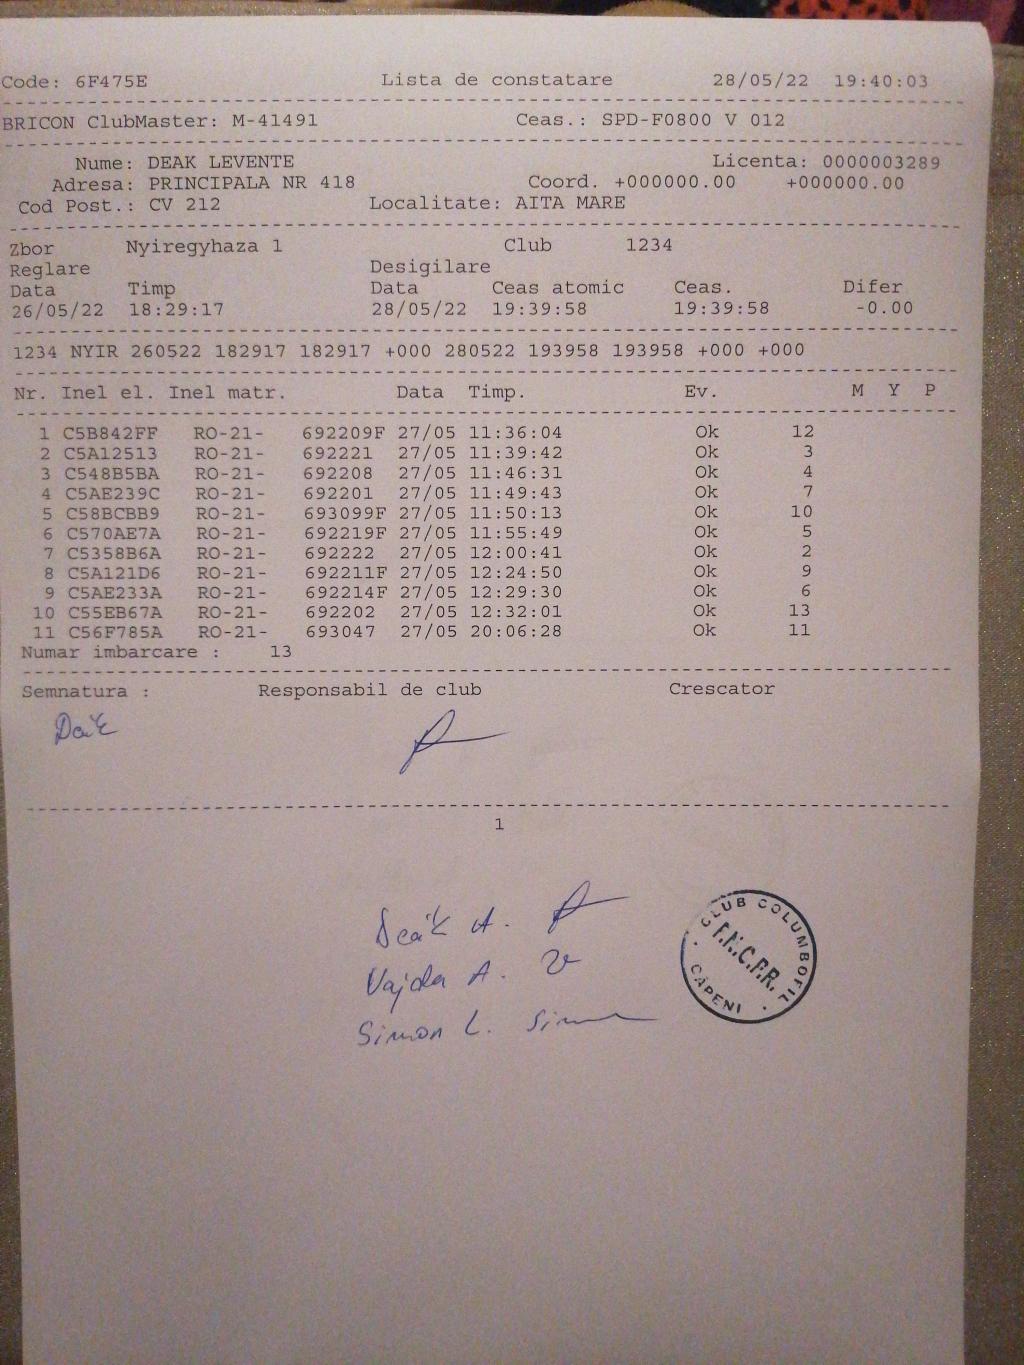 Code: 6F475E Lista de constatare 28/05/22 19:40:03
BRICON ClubMaster: M-41491 Ceas.: SPD-F0800 V 012
Nume: DEAK LEVENTE Licenta: 0000003289
Adresa: PRINCIPALA NR 418 Coord. +000000.00 +000000.00
Cod Post.: CV 212 Localitate: AITA MARE
Zbor Nyiregyhaza 1 Club 1234
Reglare Desigilare
Data Timp Data Ceas atomic Ceas. Difer
26/05/22 18:29:17 28/05/22 19:39:58 19:39:58 -0.00
1234 NYIR 260522 182917 182917 +000 280522 193958 193958 +000 +000
Nr. Inel el. Inel matr. Data Timp. Ev. M Y P
1 C5B842FF RO-21- 692209F 27/05 11:36:04 Ok 12
2 C5A12513 RO-21- 692221 27/05 11:39:42 Ok 3
3 C548B5BA RO-21- 692208 27/05 11:46:31 Ok 4
4 C5AE239C RO-21- 692201 27/05 11:49:43 Ok 7
5 C58BCBB9 RO-21- 693099F 27/05 11:50:13 Ok 10
6 C570AE7A RO-21- 692219F 27/05 11:55:49 Ok 5
7 C5358B6A RO-21- 692222 27/05 12:00:41 Ok 2
8 C5A121D6 RO-21- 692211F 27/05 12:24:50 Ok 9
9 C5AE233A RO-21- 692214F 27/05 12:29:30 Ok 6
10 C55EB67A RO-21- 692202 27/05 12:32:01 Ok 13
11 C56F785A RO-21- 693047 27/05 20:06:28 Ok 11
Numar imbarcare : 13
Semnatura : Responsabil de club Crescator
Deák
1
Deák A.
Vajda A.
Simon L.
CLUB COLUMBOFIL
F.N.C.P.R.
CĂPENI